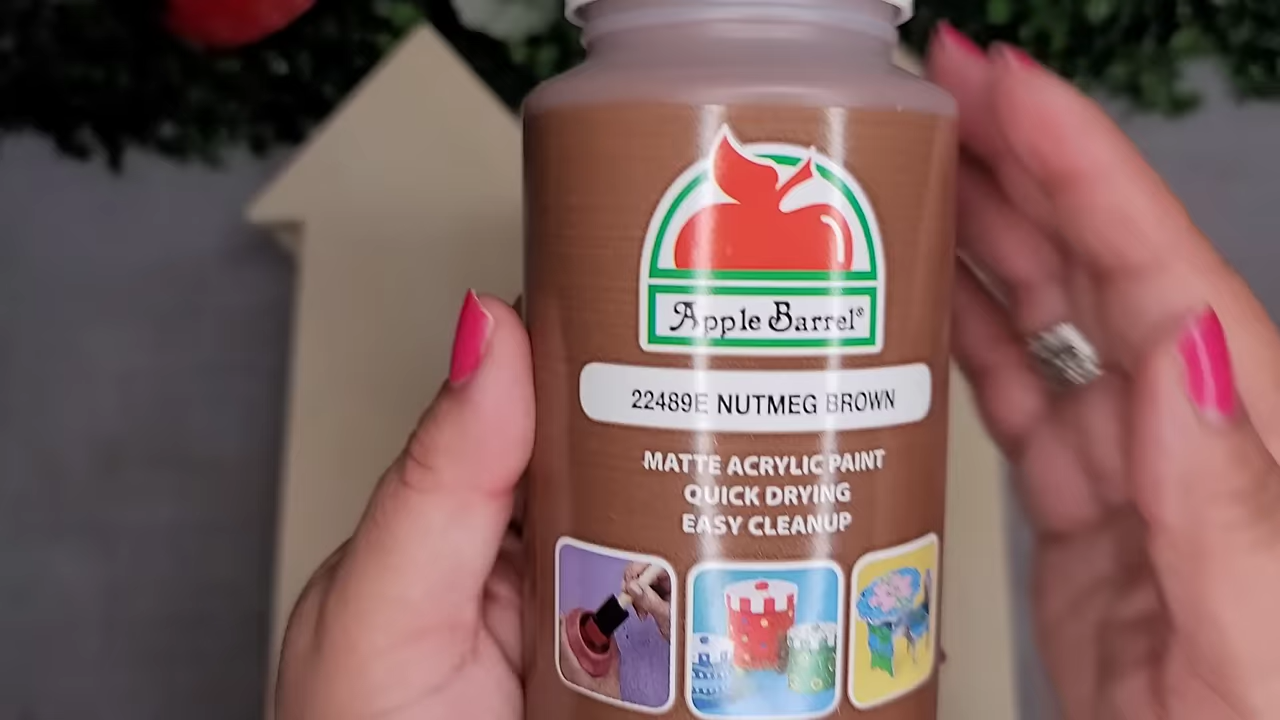 Apple Barrel®
22489E NUTMEG BROWN
MATTE ACRYLIC PAINT
QUICK DRYING
EASY CLEANUP